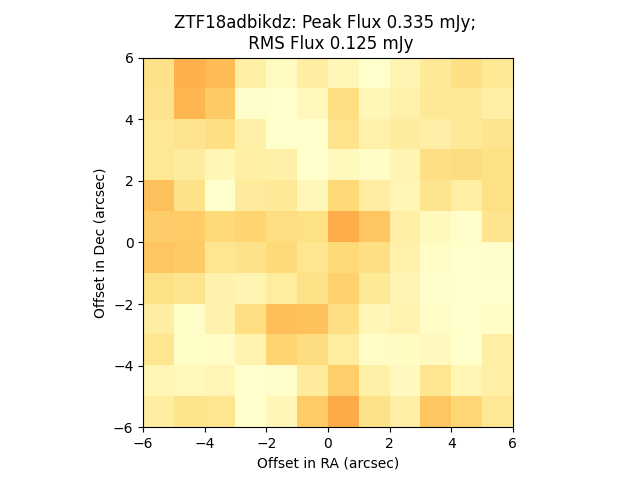 ZTF18adbikdz: Peak Flux 0.335 mJy;
RMS Flux 0.125 mJy
6
4
2
0
−2
−4
−6
Offset in Dec (arcsec)
−6 −4 −2 0 2 4 6
Offset in RA (arcsec)